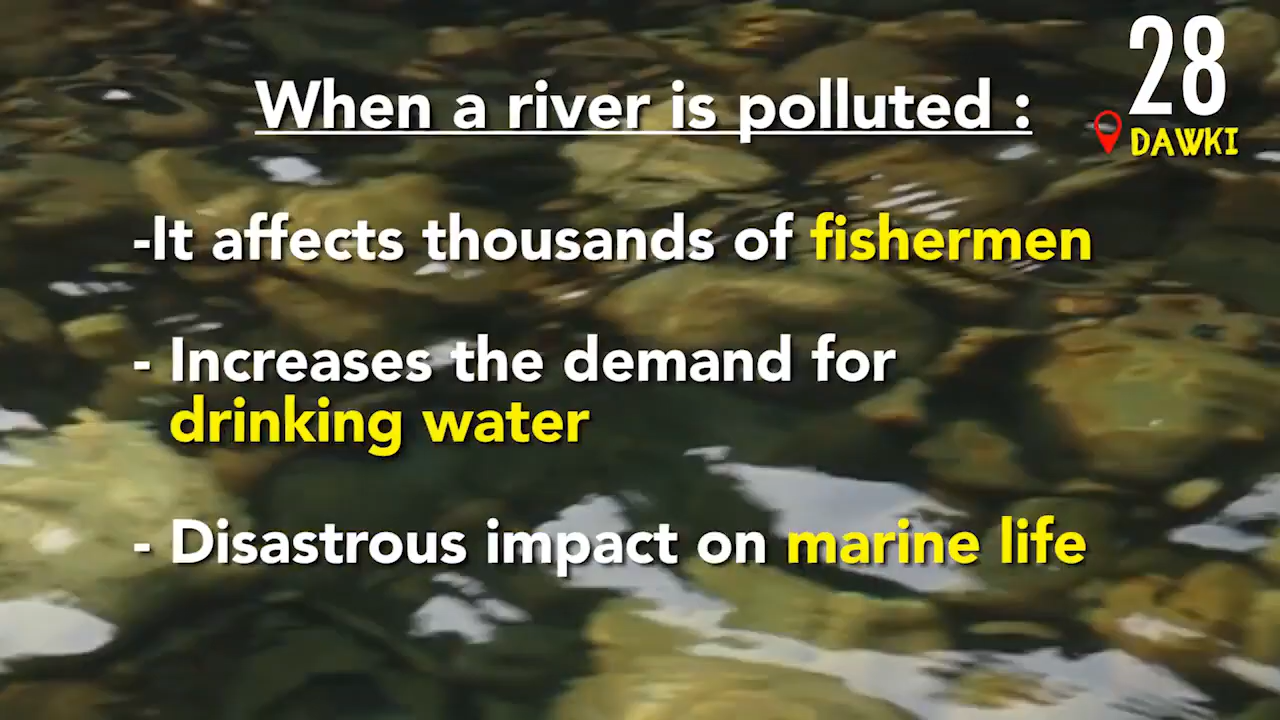 28
DAWKI
When a river is polluted :
-It affects thousands of fishermen
- Increases the demand for
drinking water
- Disastrous impact on marine life